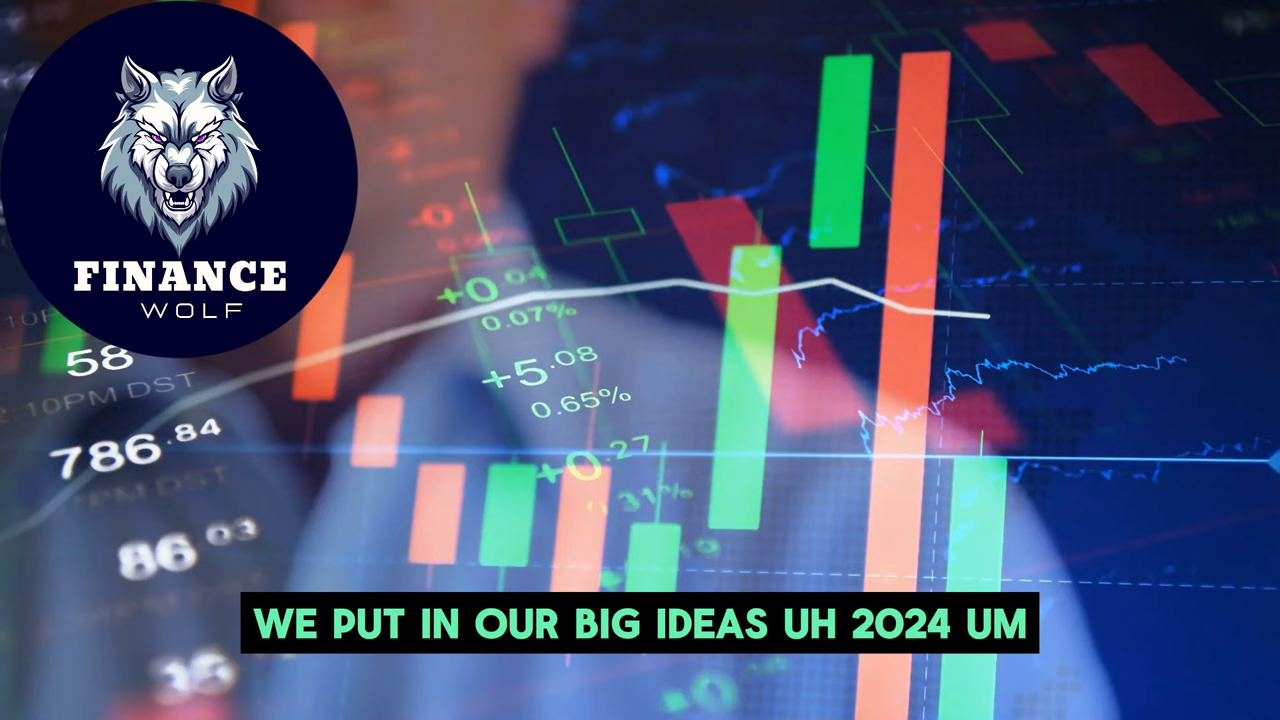 FINANCE
WOLF
+0.04
0.07%
58
+5.08
0.65%
786.84
+0.27
86 03
WE PUT IN OUR BIG IDEAS UH 2024 UM